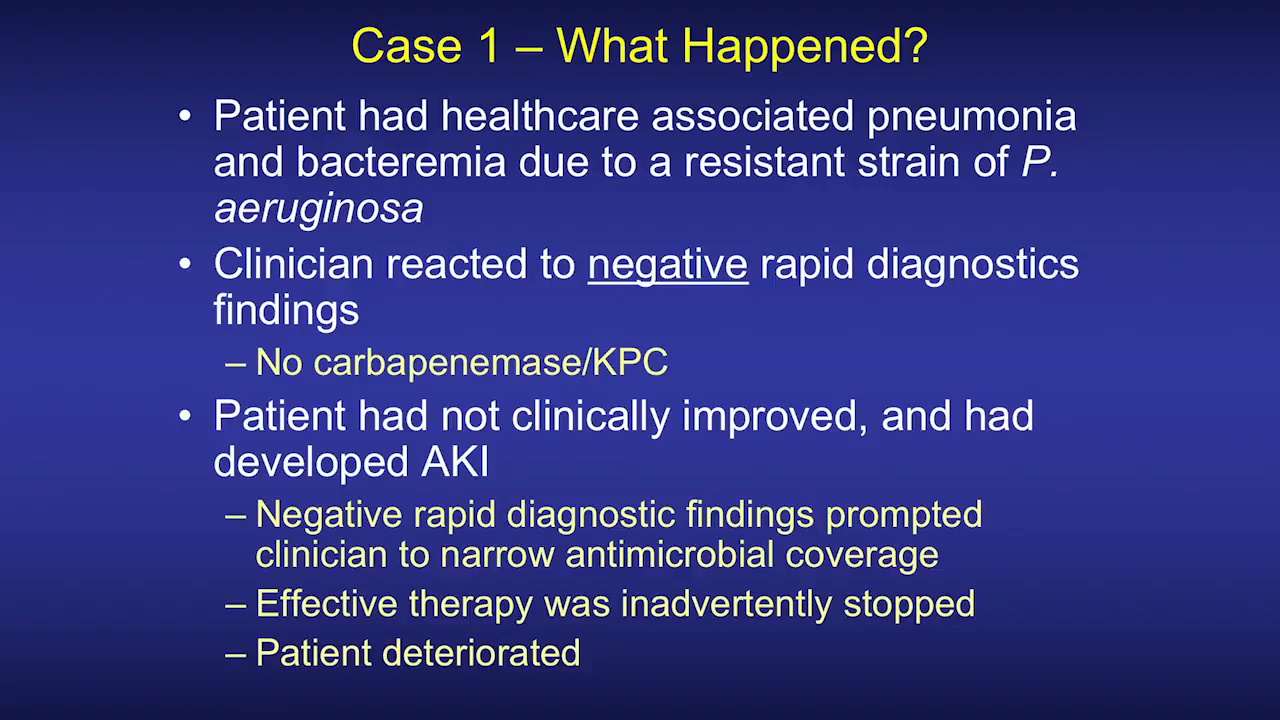 Case 1 – What Happened?
• Patient had healthcare associated pneumonia
and bacteremia due to a resistant strain of P.
aeruginosa
• Clinician reacted to negative rapid diagnostics
findings
– No carbapenemase/KPC
• Patient had not clinically improved, and had
developed AKI
– Negative rapid diagnostic findings prompted
clinician to narrow antimicrobial coverage
– Effective therapy was inadvertently stopped
– Patient deteriorated